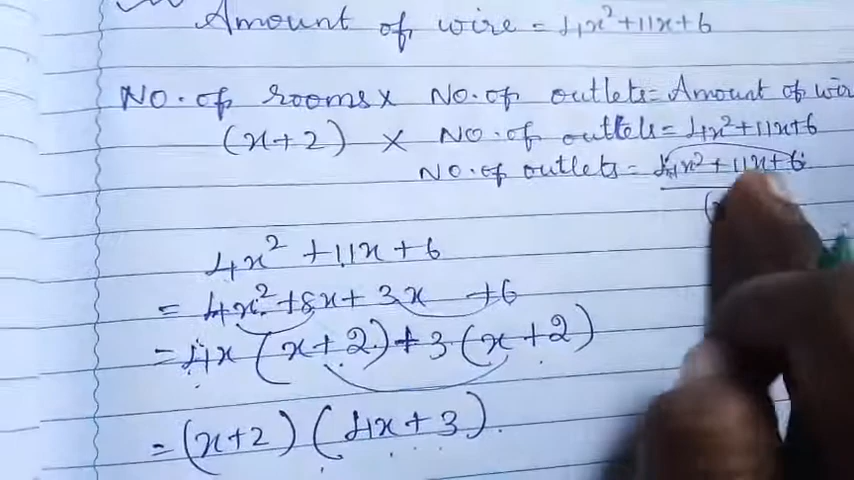 Amount of wire = 4x²+11x+6
No. of rooms x No. of outlets = Amount of wire
(x+2) x No. of outlets = 4x²+11x+6
No. of outlets = 4x²+11x+6
(
4x² + 11x + 6
= 4x² + 8x + 3x + 6
= 4x (x+2) + 3 (x+2)
= (x+2) (4x+3)